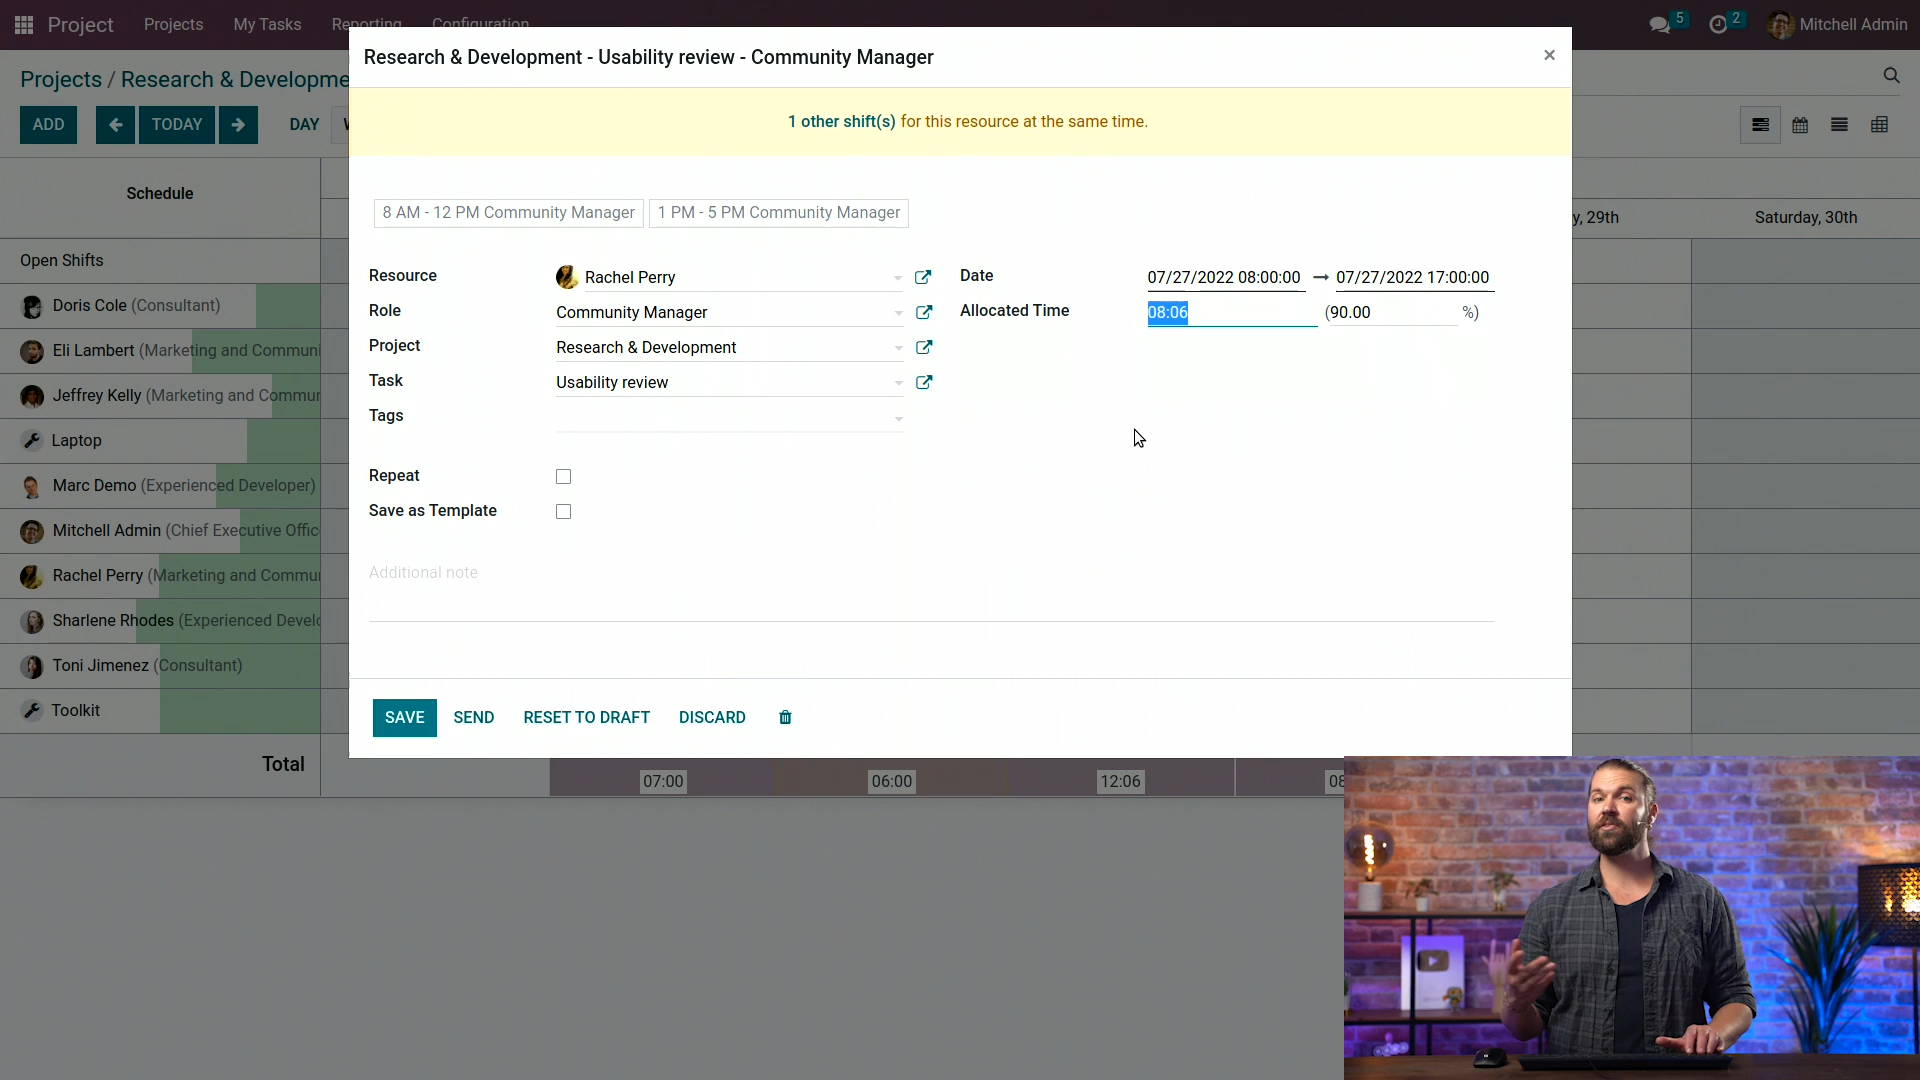 Project Projects My Tasks Reporting Configuration 5 2 Mitchell Admin
Research & Development - Usability review - Community Manager ×
Projects / Research & Developme
ADD TODAY DAY
1 other shift(s) for this resource at the same time.
Schedule
y, 29th Saturday, 30th
8 AM - 12 PM Community Manager 1 PM - 5 PM Community Manager
Open Shifts
Doris Cole (Consultant)
Eli Lambert (Marketing and Communi
Jeffrey Kelly (Marketing and Commun
Laptop
Marc Demo (Experienced Developer)
Mitchell Admin (Chief Executive Offic
Rachel Perry (Marketing and Commu
Sharlene Rhodes (Experienced Develo
Toni Jimenez (Consultant)
Toolkit
Resource Rachel Perry Date 07/27/2022 08:00:00 → 07/27/2022 17:00:00
Role Community Manager Allocated Time 08:06 (90.00 %)
Project Research & Development
Task Usability review
Tags
Repeat
Save as Template
Additional note
SAVE SEND RESET TO DRAFT DISCARD
Total 07:00 06:00 12:06 08